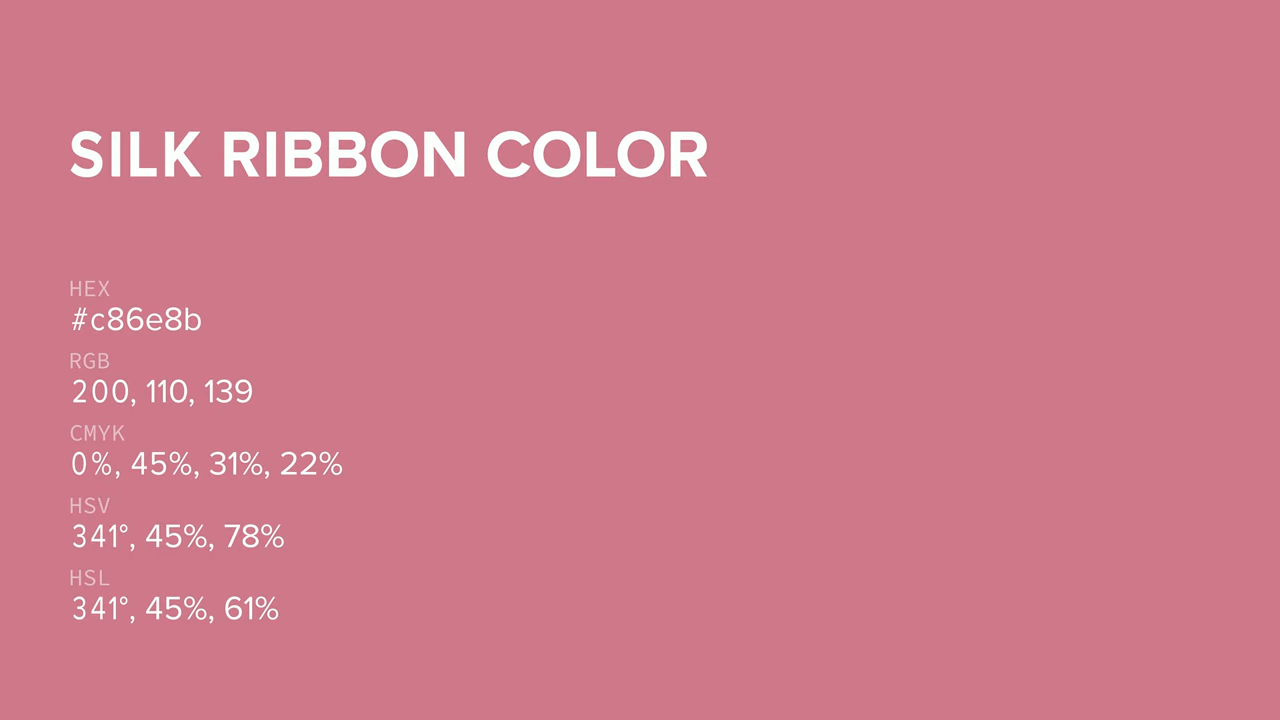 SILK RIBBON COLOR
HEX
#c86e8b
RGB
200, 110, 139
CMYK
0%, 45%, 31%, 22%
HSV
341°, 45%, 78%
HSL
341°, 45%, 61%